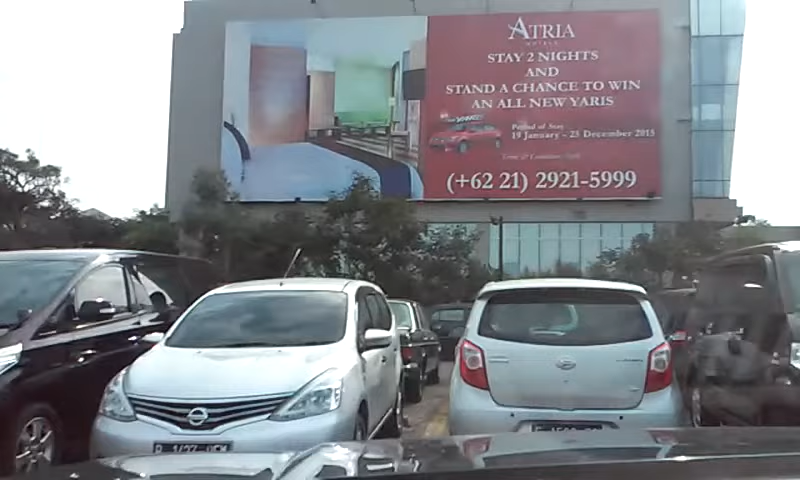 ATRIA
HOTELS
STAY 2 NIGHTS
AND
STAND A CHANCE TO WIN
AN ALL NEW YARIS
Period of Stay
19 January - 25 December 2015
(+62 21) 2921-5999